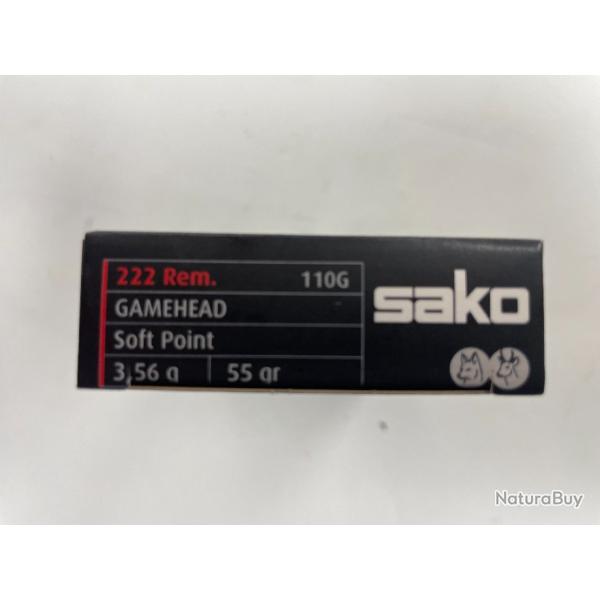 222 Rem. 110G
GAMEHEAD
Soft Point
3,56 g 55 gr
sako
NaturaBuy